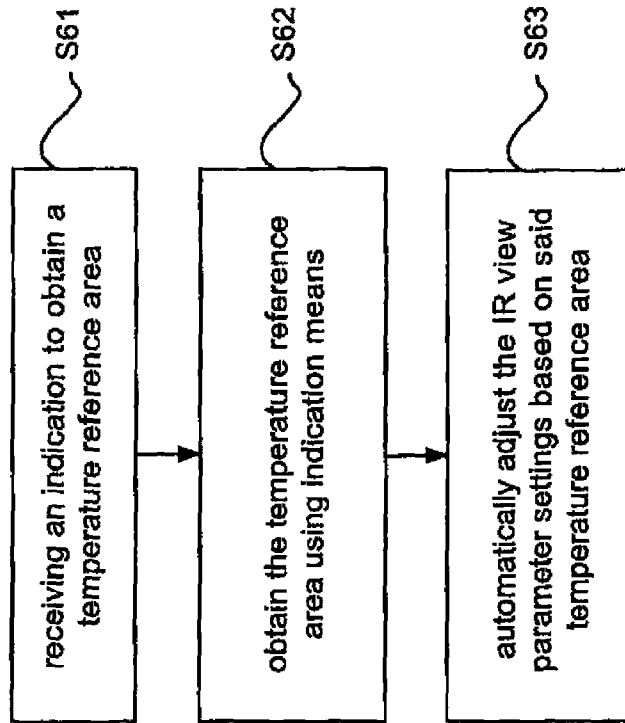 receiving an indication to obtain a
temperature reference area
S61
obtain the temperature reference
area using indication means
S62
automatically adjust the IR view
parameter settings based on said
temperature reference area
S63